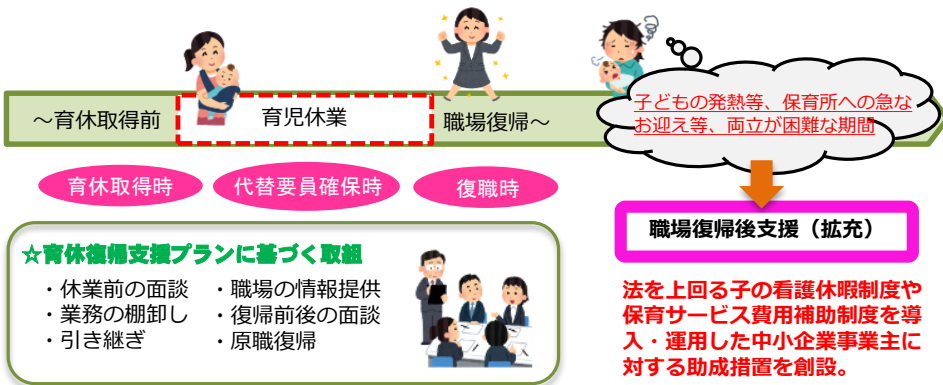 ～育休取得前
育児休業
職場復帰～
子どもの発熱等、保育所への急な
お迎え等、両立が困難な期間
育休取得時
代替要員確保時
復職時
職場復帰後支援（拡充）
☆育休復帰支援プランに基づく取組
・休業前の面談
・業務の棚卸し
・引き継ぎ
・職場の情報提供
・復帰前後の面談
・原職復帰
法を上回る子の看護休暇制度や
保育サービス費用補助制度を導
入・運用した中小企業事業主に
対する助成措置を創設。